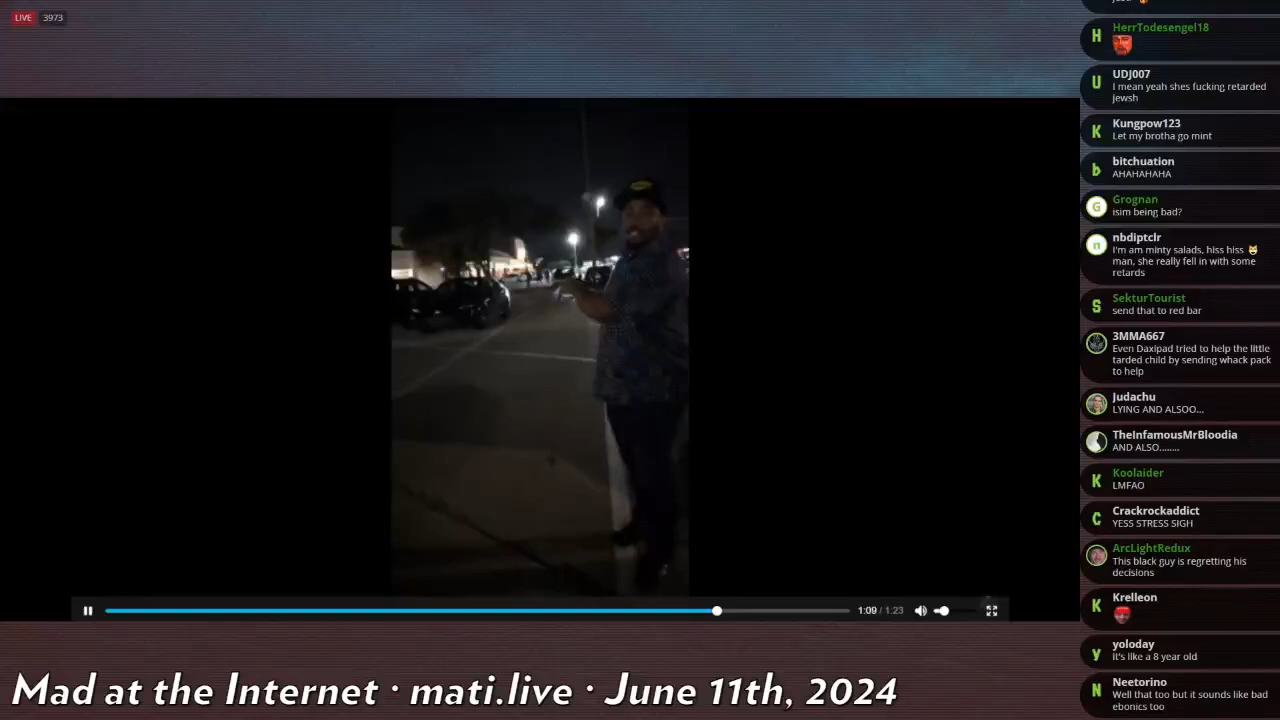 LIVE 3973
HerrTodesengel18
UDJ007
I mean yeah shes fucking retarded
jewsh
Kungpow123
Let my brotha go mint
bitchuation
AHAHAHAHA
Grognan
isim being bad?
nbdiptclr
I'm am minty salads, hiss hiss
man, she really fell in with some
retards
SekturTourist
send that to red bar
3MMA667
Even Daxipad tried to help the little
tarded child by sending whack pack
to help
Judachu
LYING AND ALSOO...
TheInfamousMrBloodia
AND ALSO........
Koolaider
LMFAO
Crackrockaddict
YESS STRESS SIGH
ArcLightRedux
This black guy is regretting his
decisions
Krelleon
yoloday
It's like a 8 year old
Neetorino
Well that too but it sounds like bad
ebonics too
1:09 / 1:23
Mad at the Internet · mati.live · June 11th, 2024